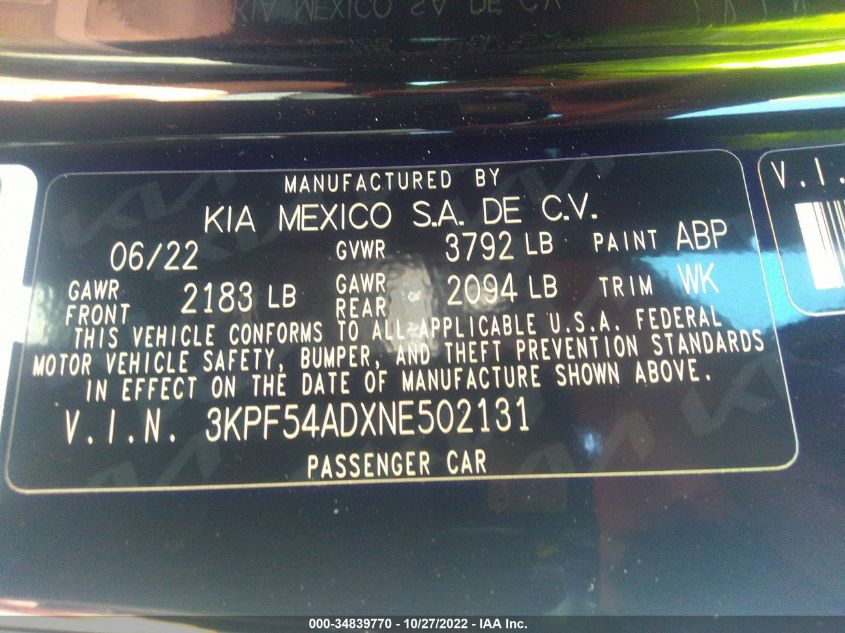 KIA MEXICO SA DE CV
MANUFACTURED BY
KIA MEXICO S.A. DE C.V.
06/22 GVWR 3792 LB PAINT ABP
GAWR FRONT 2183 LB GAWR REAR 2094 LB TRIM WK
THIS VEHICLE CONFORMS TO ALL APPLICABLE U.S.A. FEDERAL
MOTOR VEHICLE SAFETY, BUMPER, AND THEFT PREVENTION STANDARDS
IN EFFECT ON THE DATE OF MANUFACTURE SHOWN ABOVE.
V.I.N. 3KPF54ADXNE502131
PASSENGER CAR
V.I.
000-34839770 - 10/27/2022 - IAA Inc.